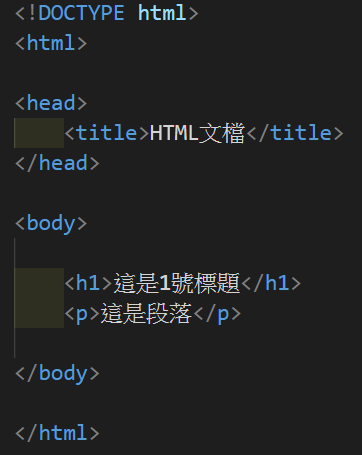 <!DOCTYPE html>
<html>
<head>
<title>HTML文檔</title>
</head>
<body>
<h1>這是1號標題</h1>
<p>這是段落</p>
</body>
</html>